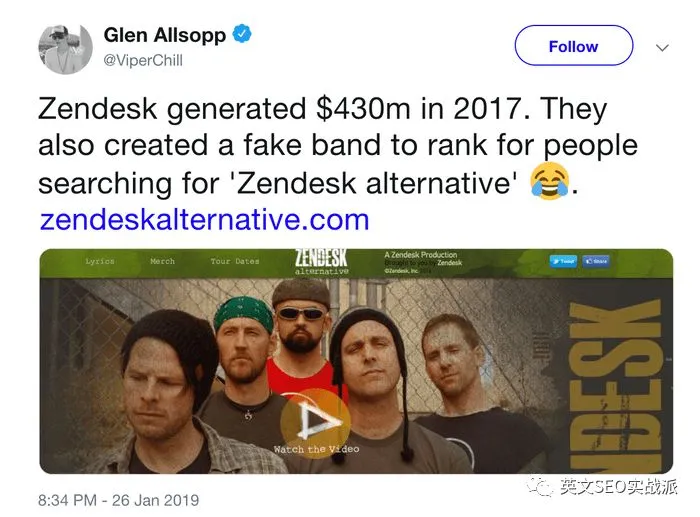 Glen Allsopp
@ViperChill
Follow
Zendesk generated $430m in 2017. They
also created a fake band to rank for people
searching for 'Zendesk alternative' 😂.
zendeskalternative.com
Lyrics Merch Tour Dates
ZENDESK
alternative
A Zendesk Production
Brought to you by Zendesk
©Zendesk, Inc.
Tweet Share
NDESK
Watch the Video
英文SEO实战派
8:34 PM - 26 Jan 2019